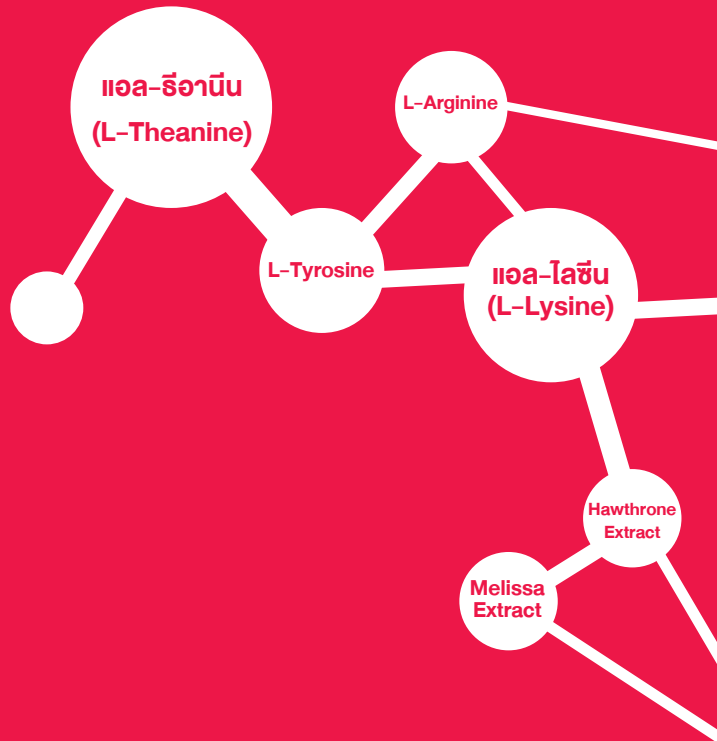 แอล-ธีอานีน
(L-Theanine)
L-Arginine
L-Tyrosine
แอล-ไลซีน
(L-Lysine)
Hawthrone
Extract
Melissa
Extract